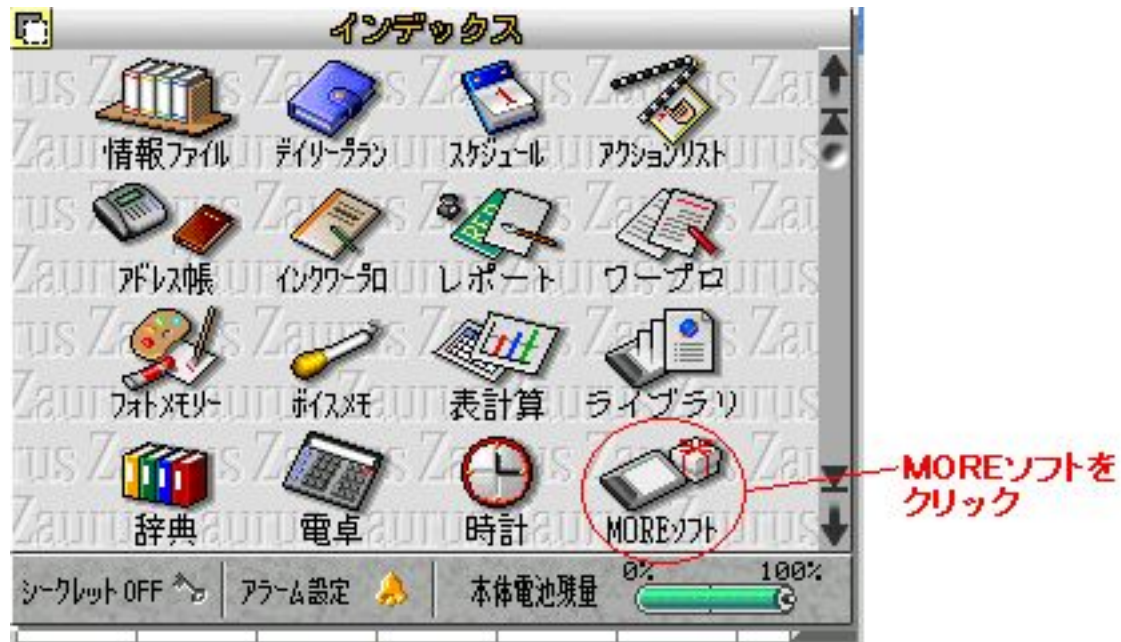 インデックス
情報ファイル デイリープラン スケジュール アクションリスト
アドレス帳 インクワープロ レポート ワープロ
フォトメモリー ボイスメモ 表計算 ライブラリ
辞典 電卓 時計 MOREソフト
MOREソフトを
クリック
シークレット OFF アラーム設定 本体電池残量 0% 100%